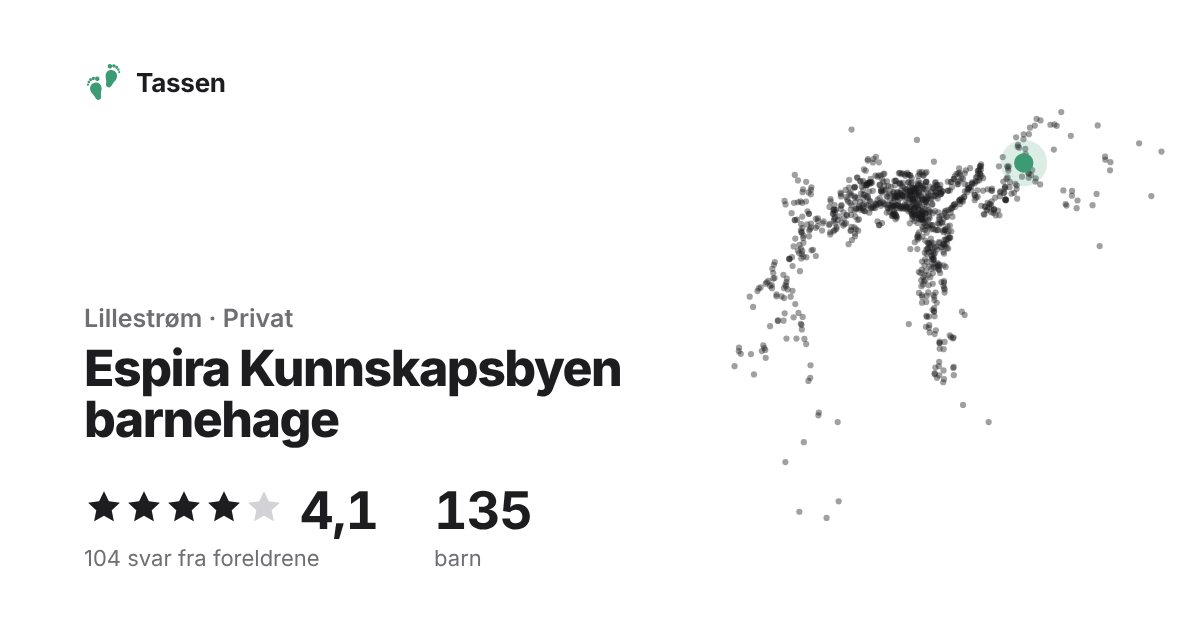 Tassen
Lillestrøm · Privat
Espira Kunnskapsbyen
barnehage
4,1
104 svar fra foreldrene
135
barn